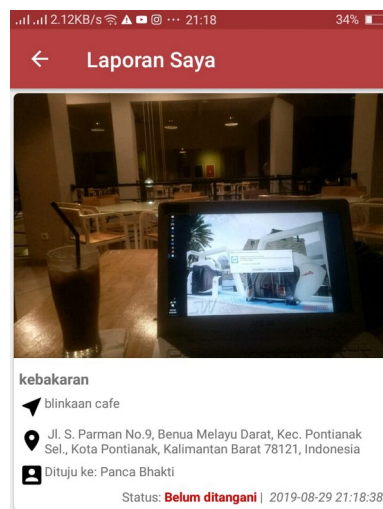 2.12KB/s 21:18 34%
Laporan Saya
kebakaran
blinkaan cafe
Jl. S. Parman No.9, Benua Melayu Darat, Kec. Pontianak
Sel., Kota Pontianak, Kalimantan Barat 78121, Indonesia
Dituju ke: Panca Bhakti
Status: Belum ditangani | 2019-08-29 21:18:38